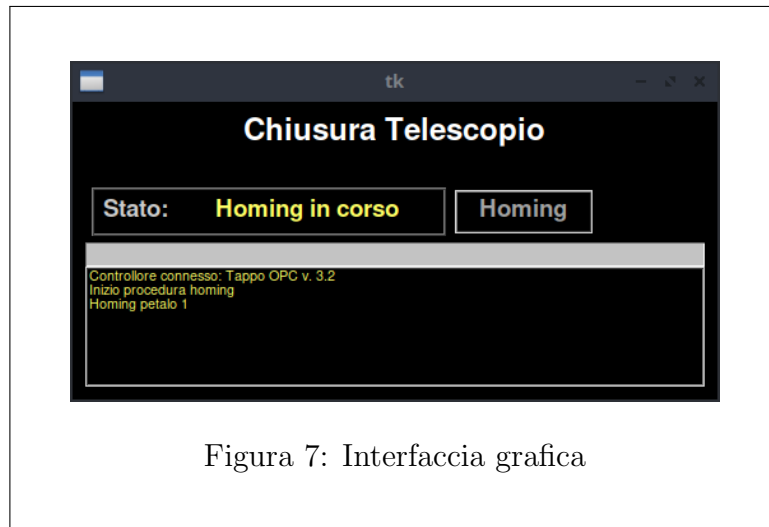 tk
Chiusura Telescopio
Stato: Homing in corso Homing
Controllore connesso: Tappo OPC v. 3.2
Inizio procedura homing
Homing petalo 1
Figura 7: Interfaccia grafica